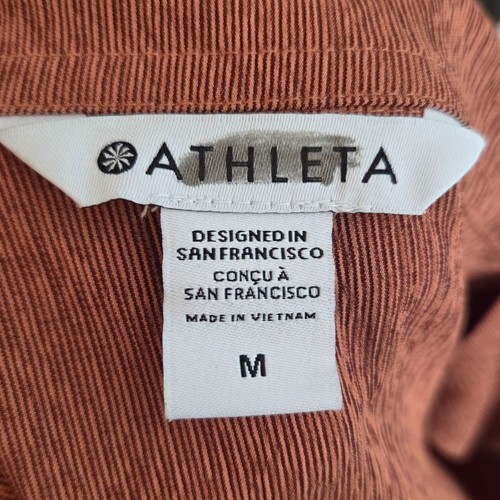 ATHLETA
DESIGNED IN
SAN FRANCISCO
CONÇU À
SAN FRANCISCO
MADE IN VIETNAM
M